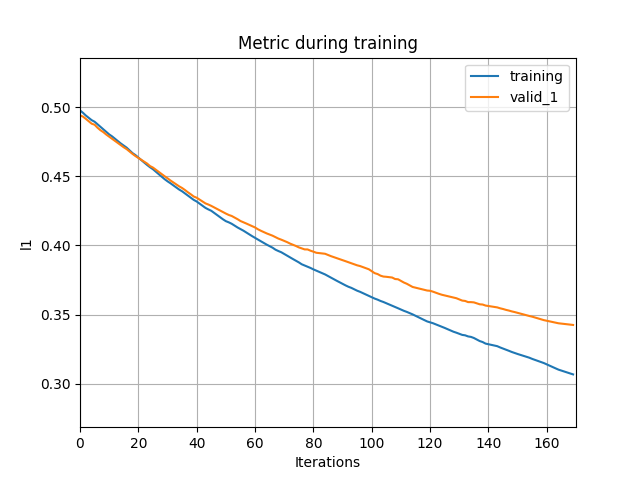 Metric during training
training
valid_1
0.50
0.45
0.40
0.35
0.30
l1
0 20 40 60 80 100 120 140 160
Iterations